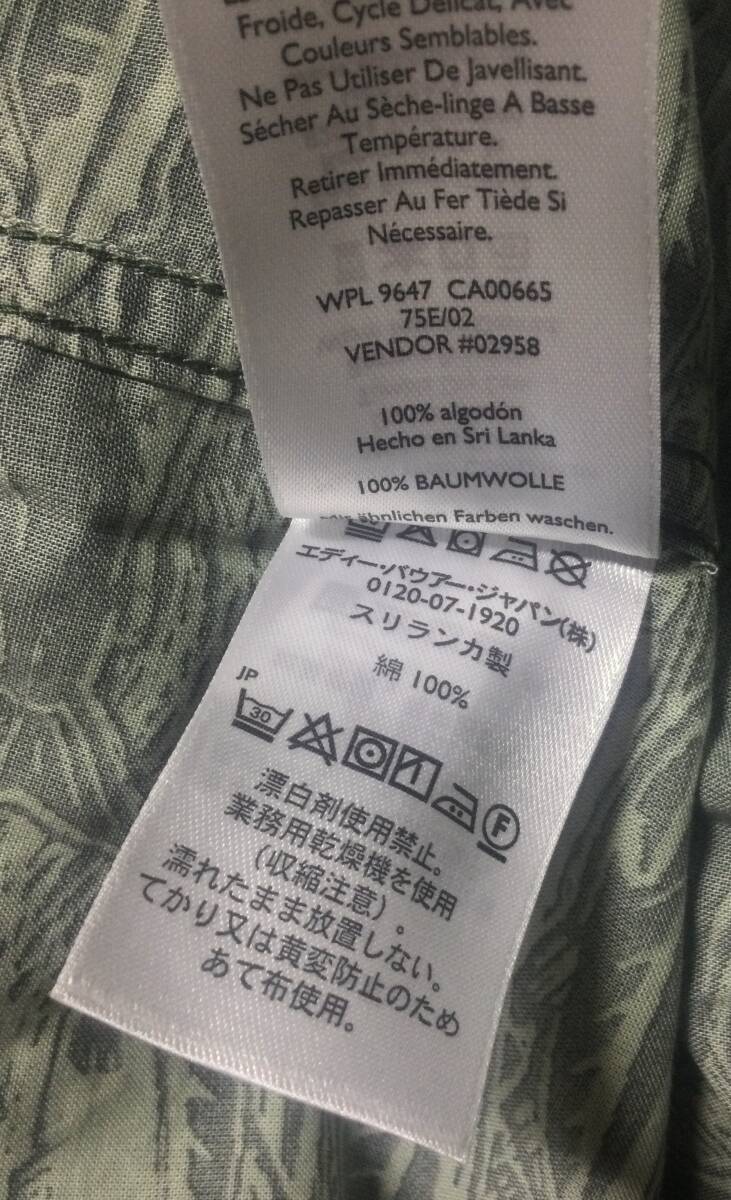 Froide, Cycle Délicat, Avec
Couleurs Semblables.
Ne Pas Utiliser De Javellisant.
Sécher Au Sèche-linge A Basse
Température.
Retirer Immédiatement.
Repasser Au Fer Tiède Si
Nécessaire.
WPL 9647 CA00665
75E/02
VENDOR #02958
100% algodón
Hecho en Sri Lanka
100% BAUMWOLLE
ähnlichen Farben waschen.
エディー・バウアー・ジャパン(株)
0120-07-1920
スリランカ製
綿 100%
JP
30
F
漂白剤使用禁止。
業務用乾燥機を使用
(収縮注意)。
濡れたまま放置しない。
てかり又は黄変防止のため
あて布使用。